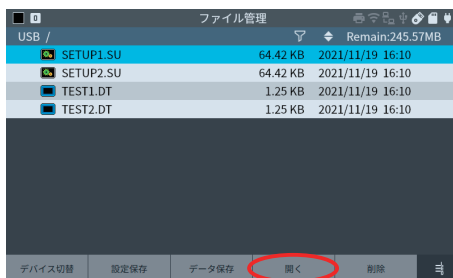 0 ファイル管理
USB / Remain:245.57MB
SETUP1.SU 64.42 KB 2021/11/19 16:10
SETUP2.SU 64.42 KB 2021/11/19 16:10
TEST1.DT 1.25 KB 2021/11/19 16:10
TEST2.DT 1.25 KB 2021/11/19 16:10
デバイス切替 設定保存 データ保存 開く 削除